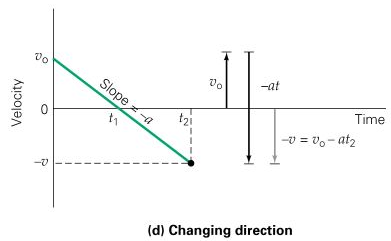 Velocity
v₀
0
–v
Slope = –a
t₁
t₂
v₀
–at
Time
–v = v₀ – at₂
(d) Changing direction